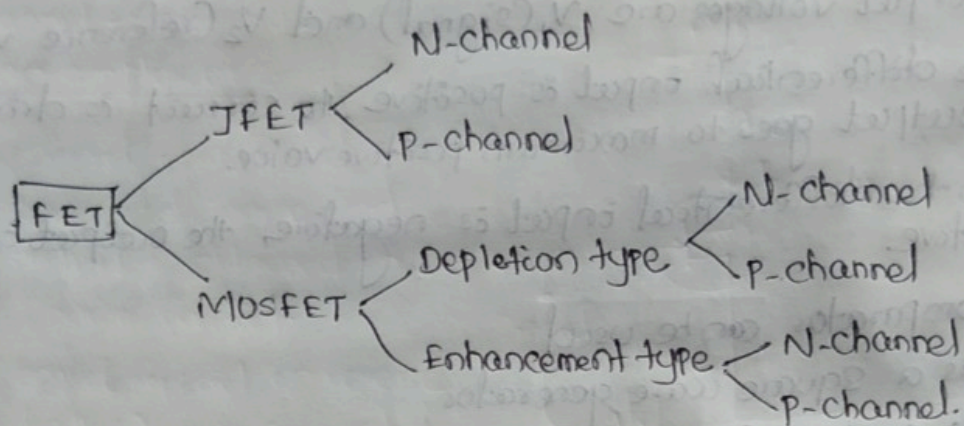 N-channel
JFET
P-channel
FET
N-channel
Depletion type
P-channel
MOSFET
N-channel
Enhancement type
P-channel.